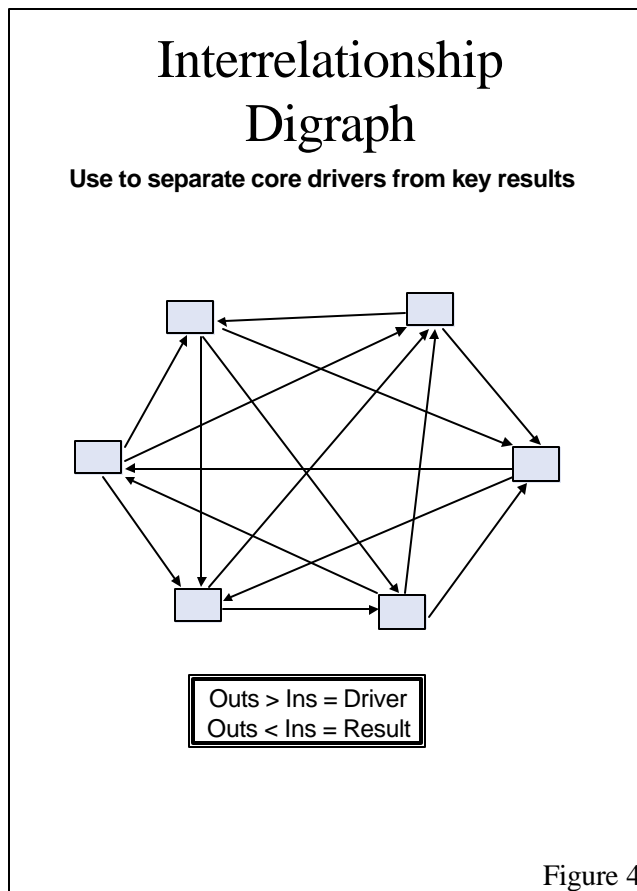 Interrelationship
Digraph
Use to separate core drivers from key results
Outs > Ins = Driver
Outs < Ins = Result
Figure 4